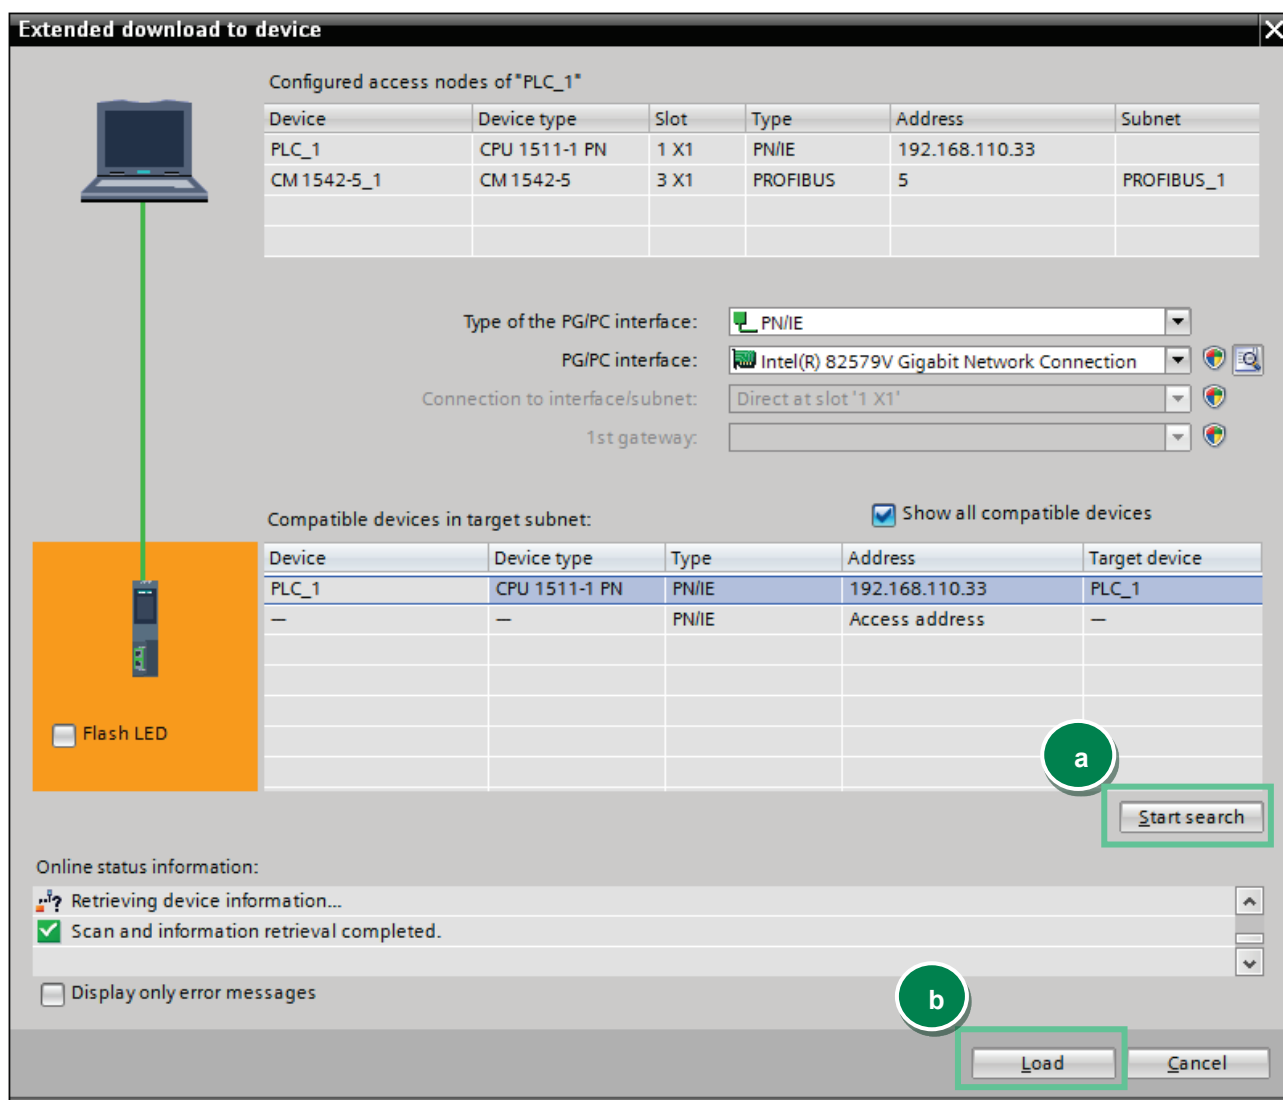 Extended download to device
Configured access nodes of "PLC_1"
Device Device type Slot Type Address Subnet
PLC_1 CPU 1511-1 PN 1 X1 PN/IE 192.168.110.33
CM 1542-5_1 CM 1542-5 3 X1 PROFIBUS 5 PROFIBUS_1
Type of the PG/PC interface: PN/IE
PG/PC interface: Intel(R) 82579V Gigabit Network Connection
Connection to interface/subnet: Direct at slot '1 X1'
1st gateway:
Compatible devices in target subnet: Show all compatible devices
Device Device type Type Address Target device
PLC_1 CPU 1511-1 PN PN/IE 192.168.110.33 PLC_1
— — PN/IE Access address —
Flash LED
a
Start search
Online status information:
Retrieving device information...
Scan and information retrieval completed.
Display only error messages
b
Load Cancel